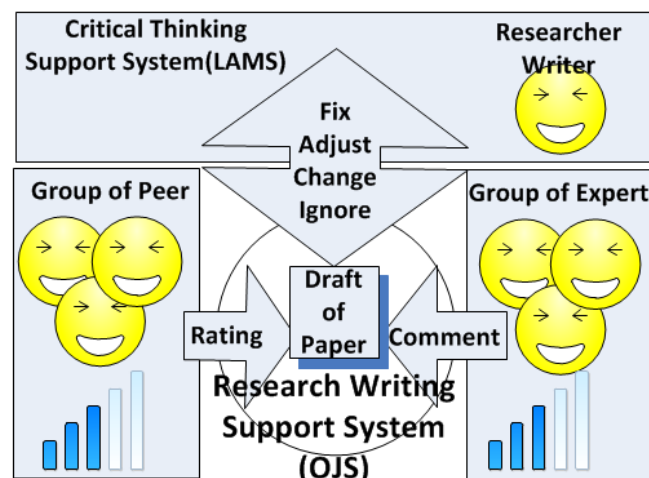 Critical Thinking
Support System(LAMS)
Researcher
Writer
Fix
Adjust
Change
Ignore
Group of Peer
Group of Expert
Rating
Draft
of
Paper
Comment
Research Writing
Support System
(OJS)